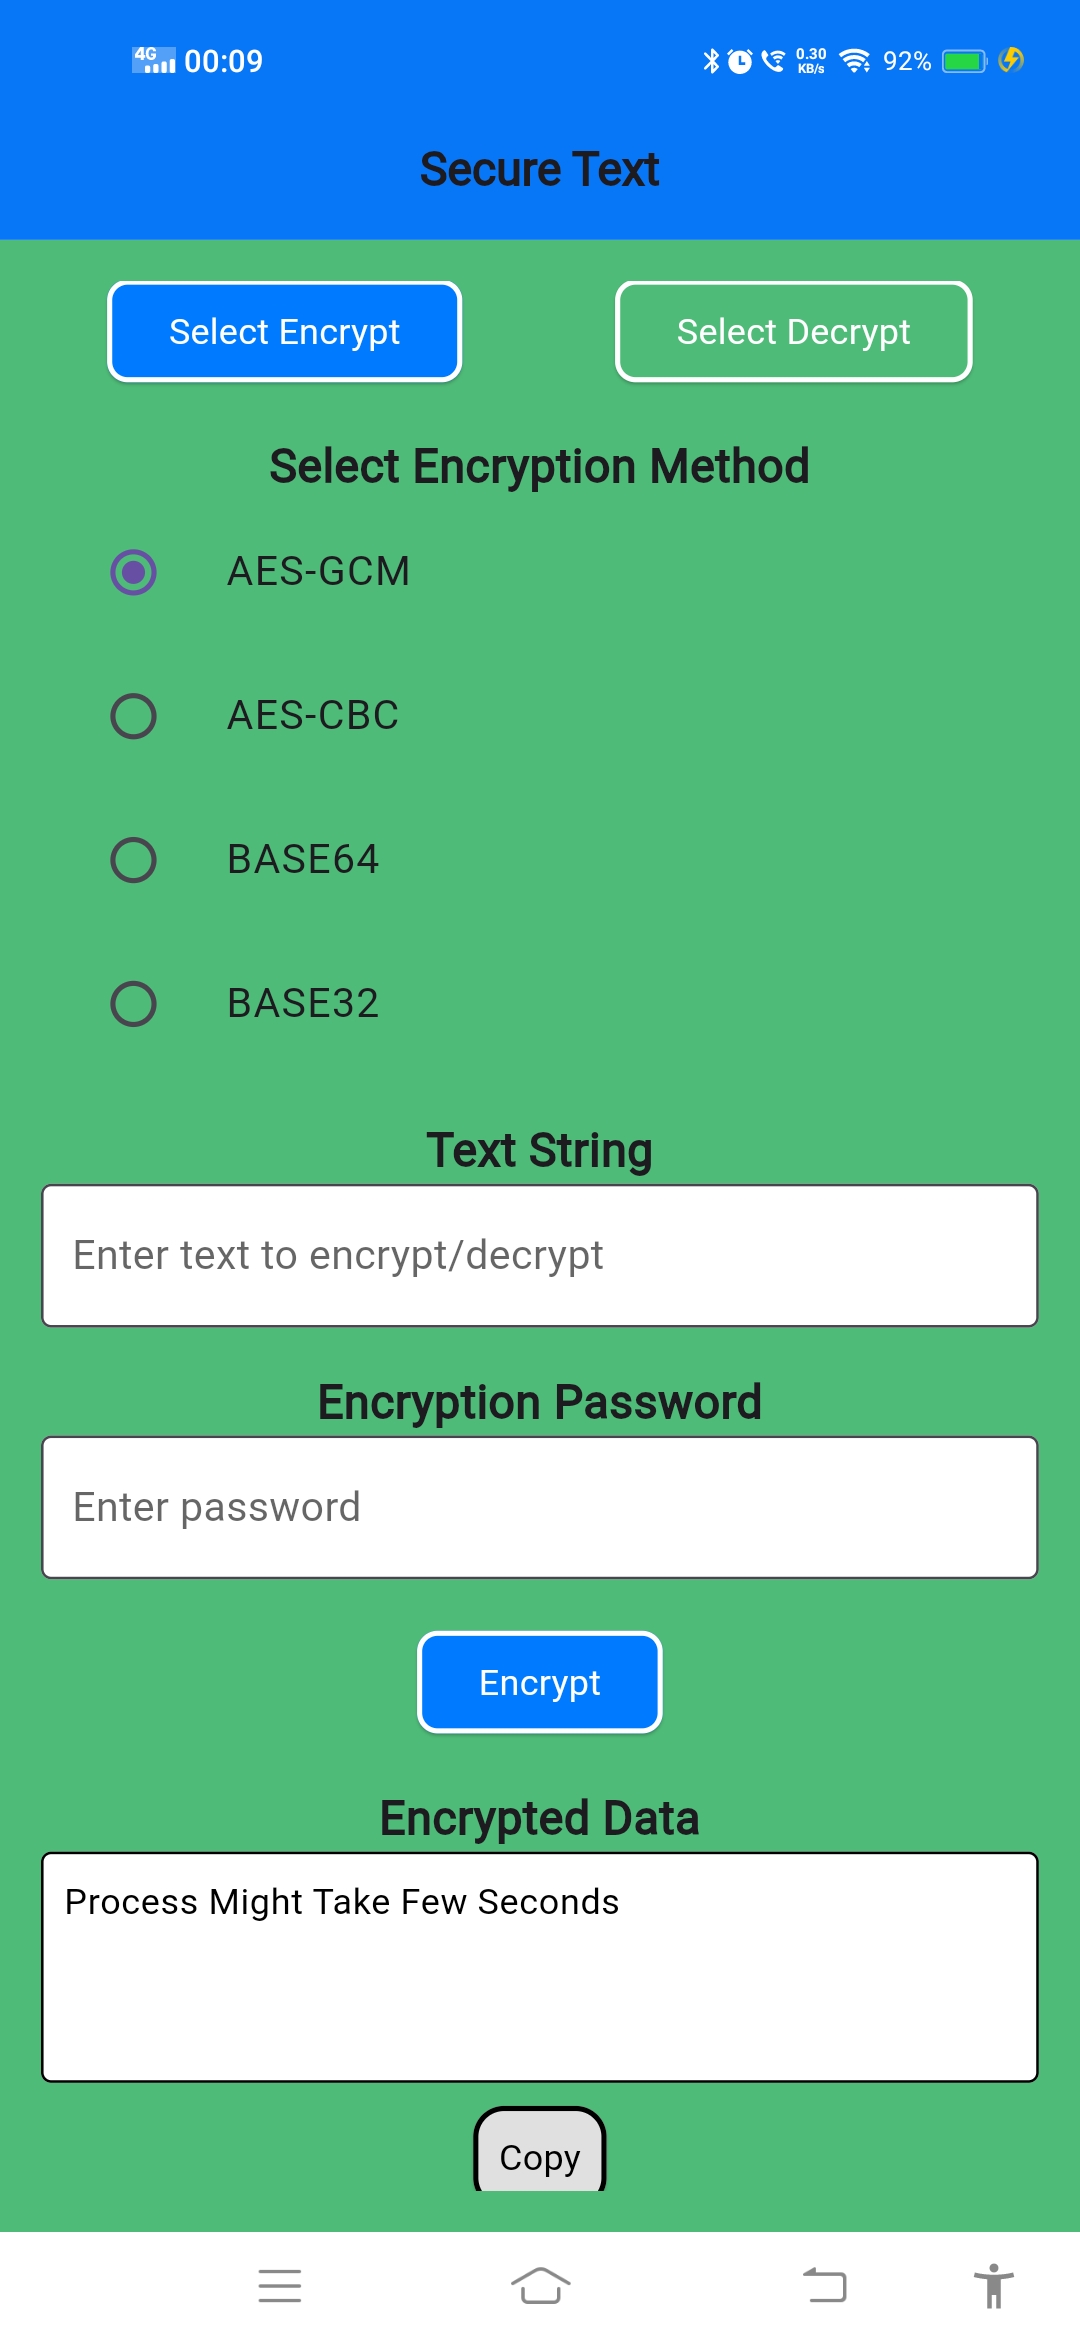 4G 00:09 0.30 KB/s 92%
Secure Text
Select Encrypt Select Decrypt
Select Encryption Method
AES-GCM
AES-CBC
BASE64
BASE32
Text String
Enter text to encrypt/decrypt
Encryption Password
Enter password
Encrypt
Encrypted Data
Process Might Take Few Seconds
Copy